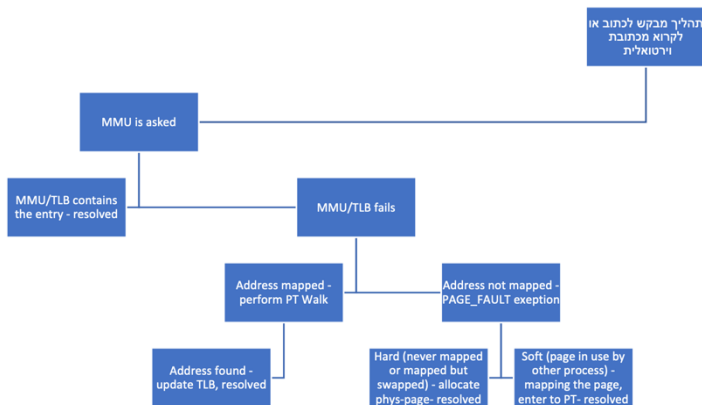 תהליך מבקש לכתוב או
לקרוא מכתובת
וירטואלית
MMU is asked
MMU/TLB contains
the entry - resolved
MMU/TLB fails
Address mapped -
perform PT Walk
Address not mapped -
PAGE_FAULT exeption
Address found -
update TLB, resolved
Hard (never mapped
or mapped but
swapped) - allocate
phys-page- resolved
Soft (page in use by
other process) -
mapping the page,
enter to PT- resolved